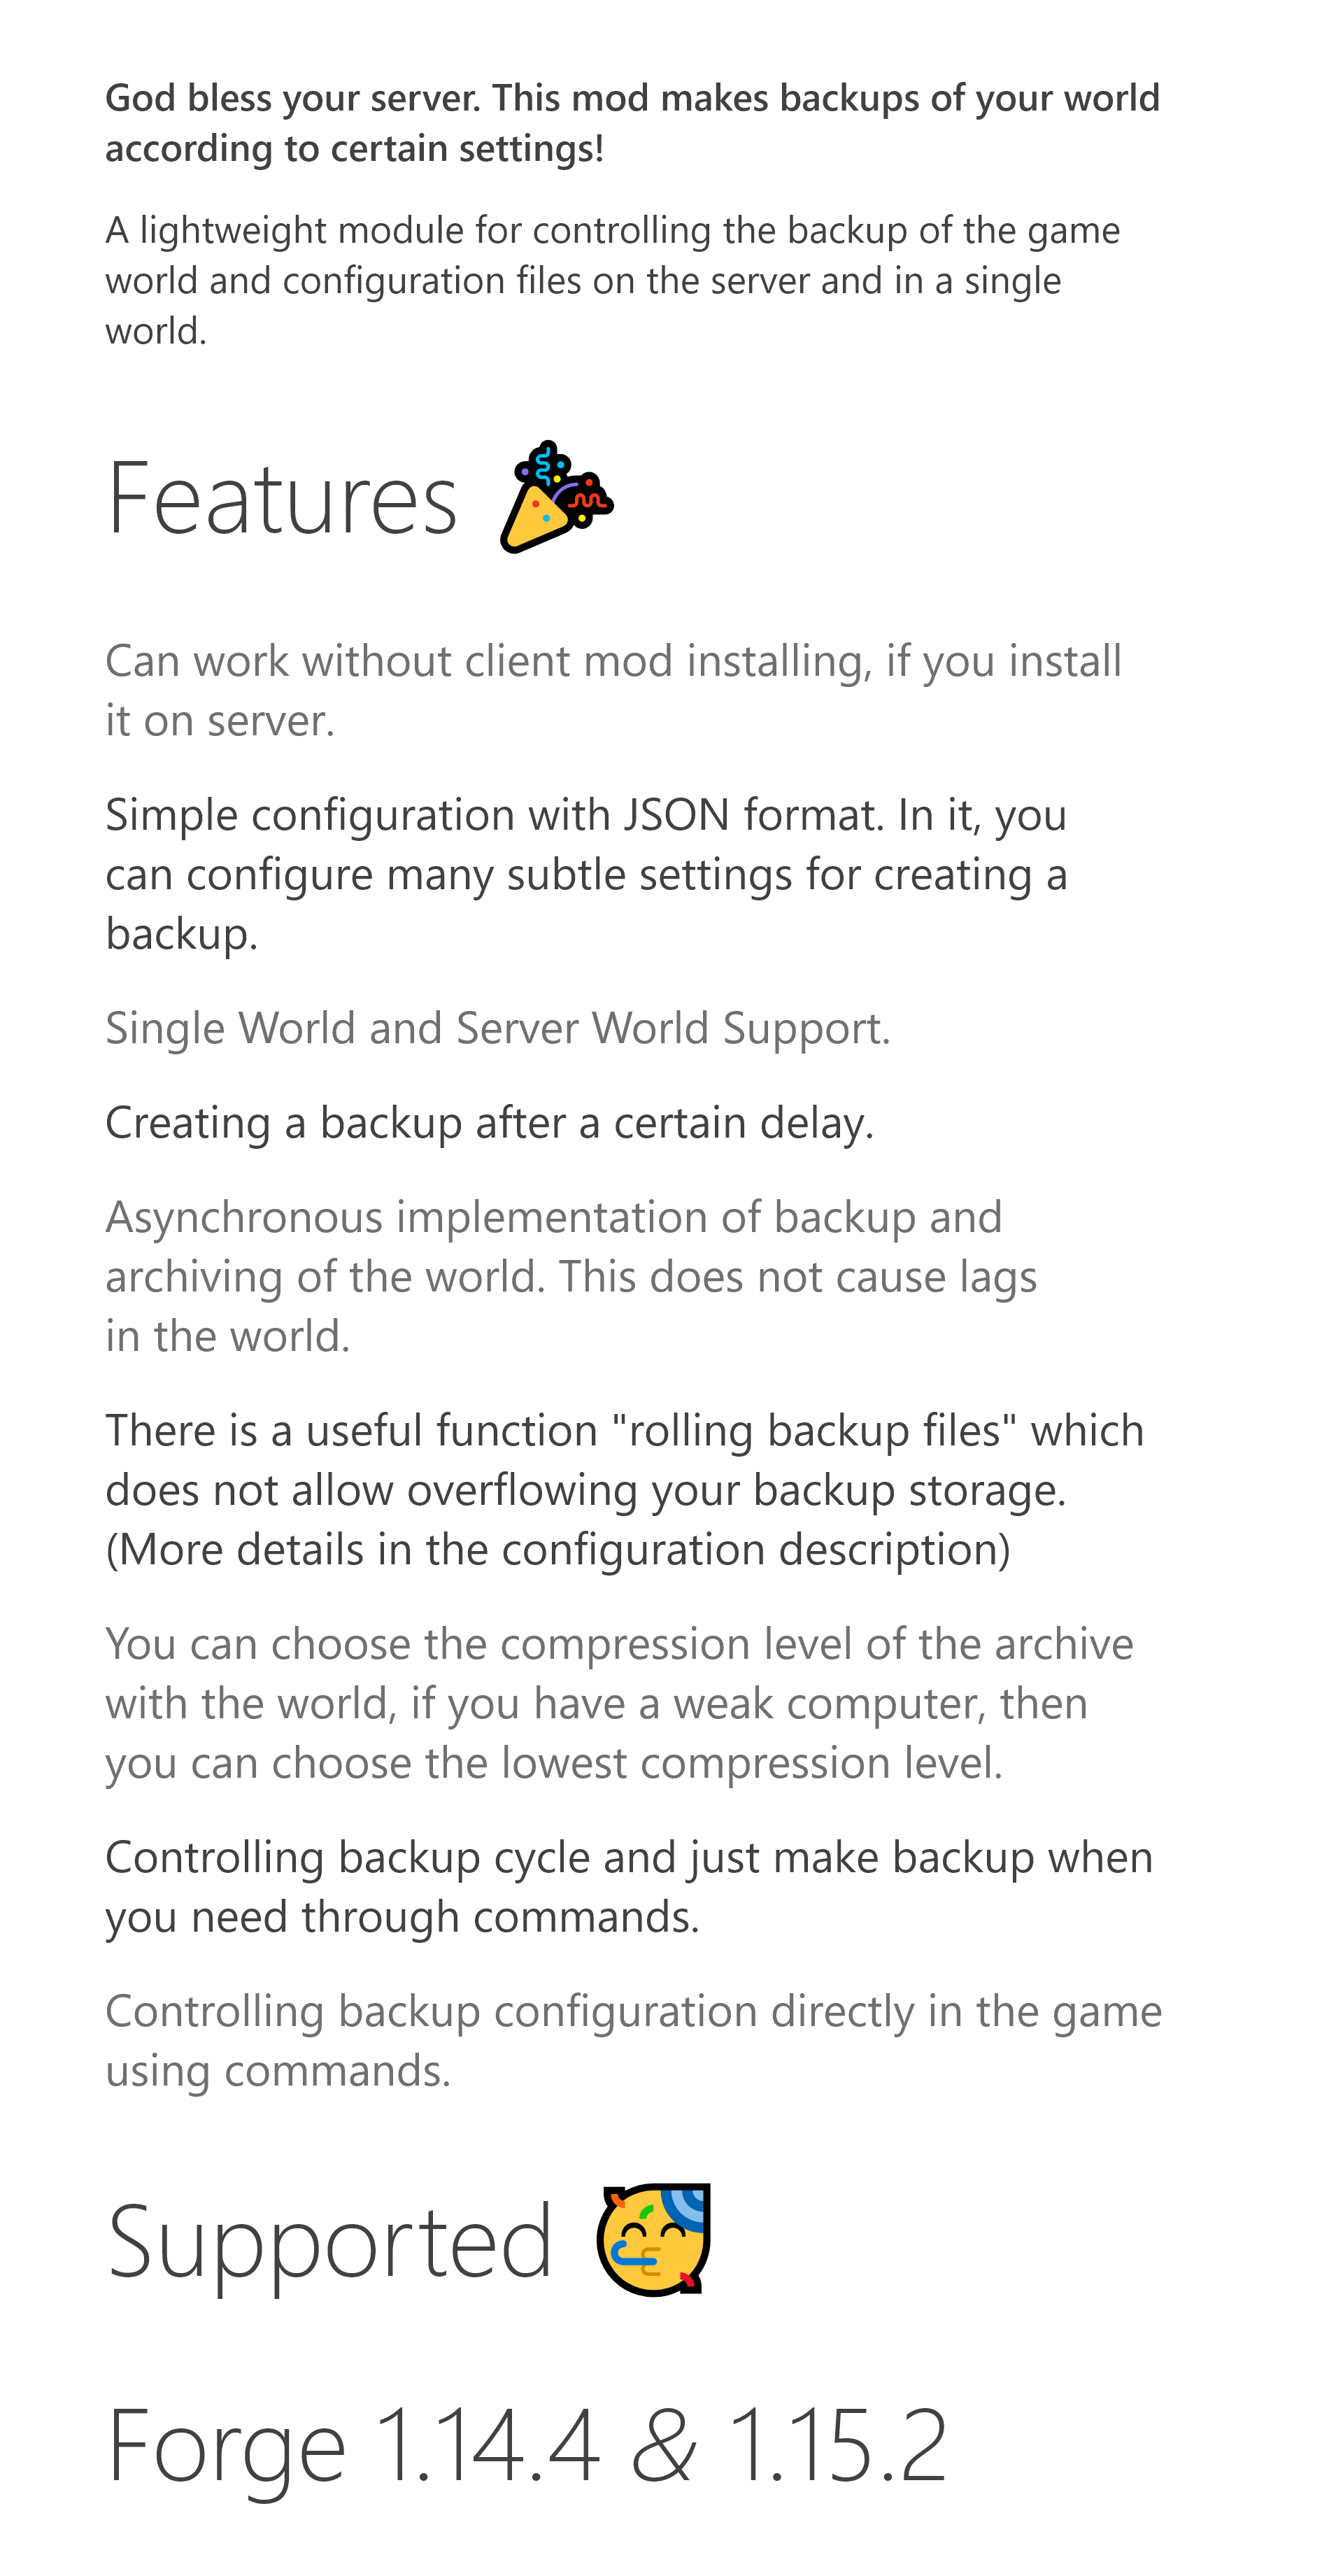 God bless your server. This mod makes backups of your world
according to certain settings!
A lightweight module for controlling the backup of the game
world and configuration files on the server and in a single
world.
Features 🎉
Can work without client mod installing, if you install
it on server.
Simple configuration with JSON format. In it, you
can configure many subtle settings for creating a
backup.
Single World and Server World Support.
Creating a backup after a certain delay.
Asynchronous implementation of backup and
archiving of the world. This does not cause lags
in the world.
There is a useful function "rolling backup files" which
does not allow overflowing your backup storage.
(More details in the configuration description)
You can choose the compression level of the archive
with the world, if you have a weak computer, then
you can choose the lowest compression level.
Controlling backup cycle and just make backup when
you need through commands.
Controlling backup configuration directly in the game
using commands.
Supported 🥳
Forge 1.14.4 & 1.15.2